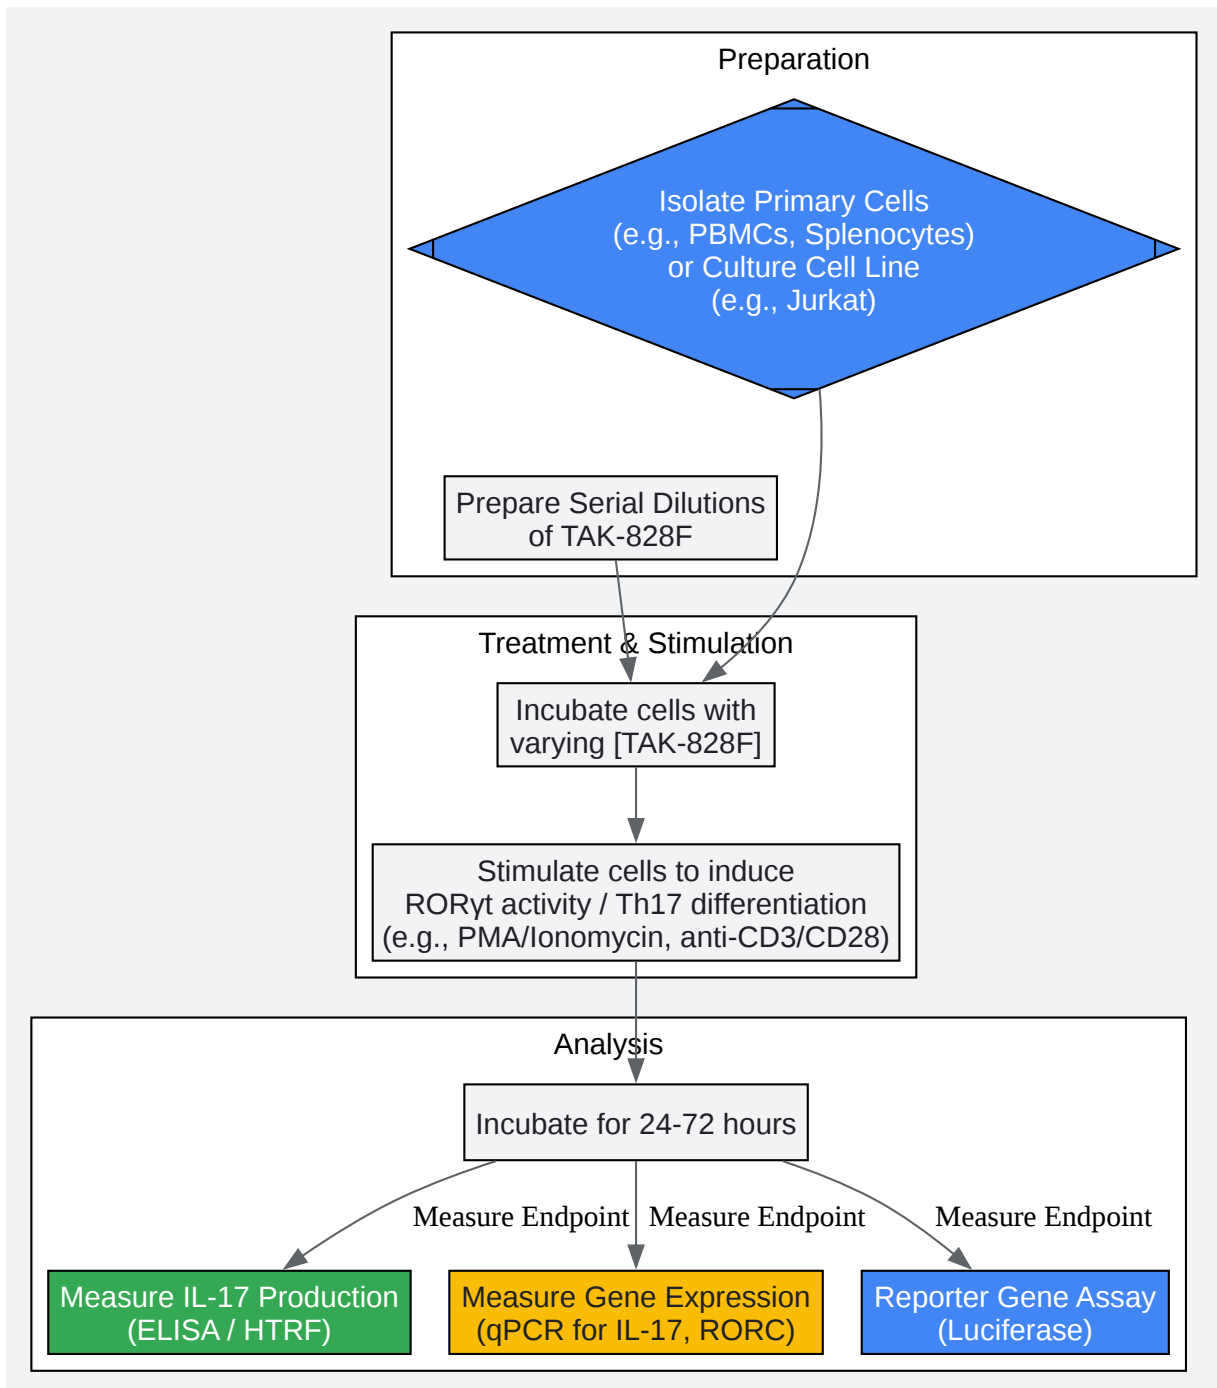 Preparation
Isolate Primary Cells
(e.g., PBMCs, Splenocytes)
or Culture Cell Line
(e.g., Jurkat)
Prepare Serial Dilutions
of TAK-828F
Treatment & Stimulation
Incubate cells with
varying [TAK-828F]
Stimulate cells to induce
RORγt activity / Th17 differentiation
(e.g., PMA/Ionomycin, anti-CD3/CD28)
Analysis
Incubate for 24-72 hours
Measure Endpoint
Measure Endpoint
Measure Endpoint
Measure IL-17 Production
(ELISA / HTRF)
Measure Gene Expression
(qPCR for IL-17, RORC)
Reporter Gene Assay
(Luciferase)